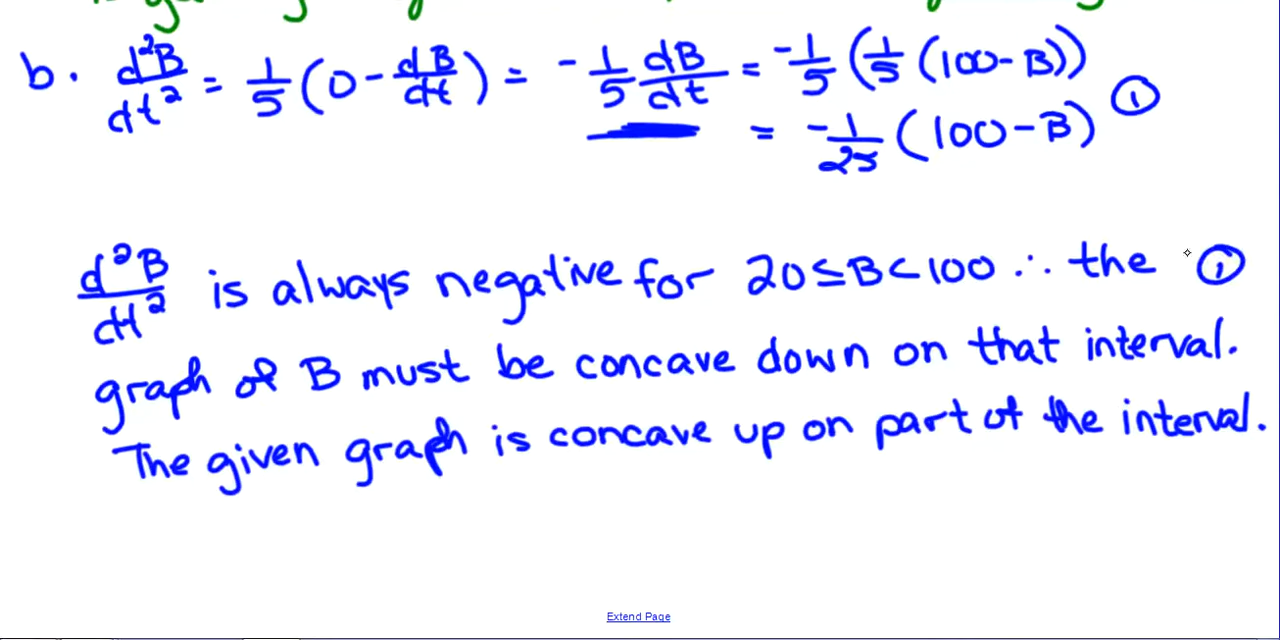 b. d²B/dt² = 1/5 (0 - dB/dt) = -1/5 dB/dt = -1/5 (1/5 (100-B)) ①
= -1/25 (100-B)
d²B/dt² is always negative for 20 ≤ B < 100 ∴ the ①
graph of B must be concave down on that interval.
The given graph is concave up on part of the interval.
Extend Page